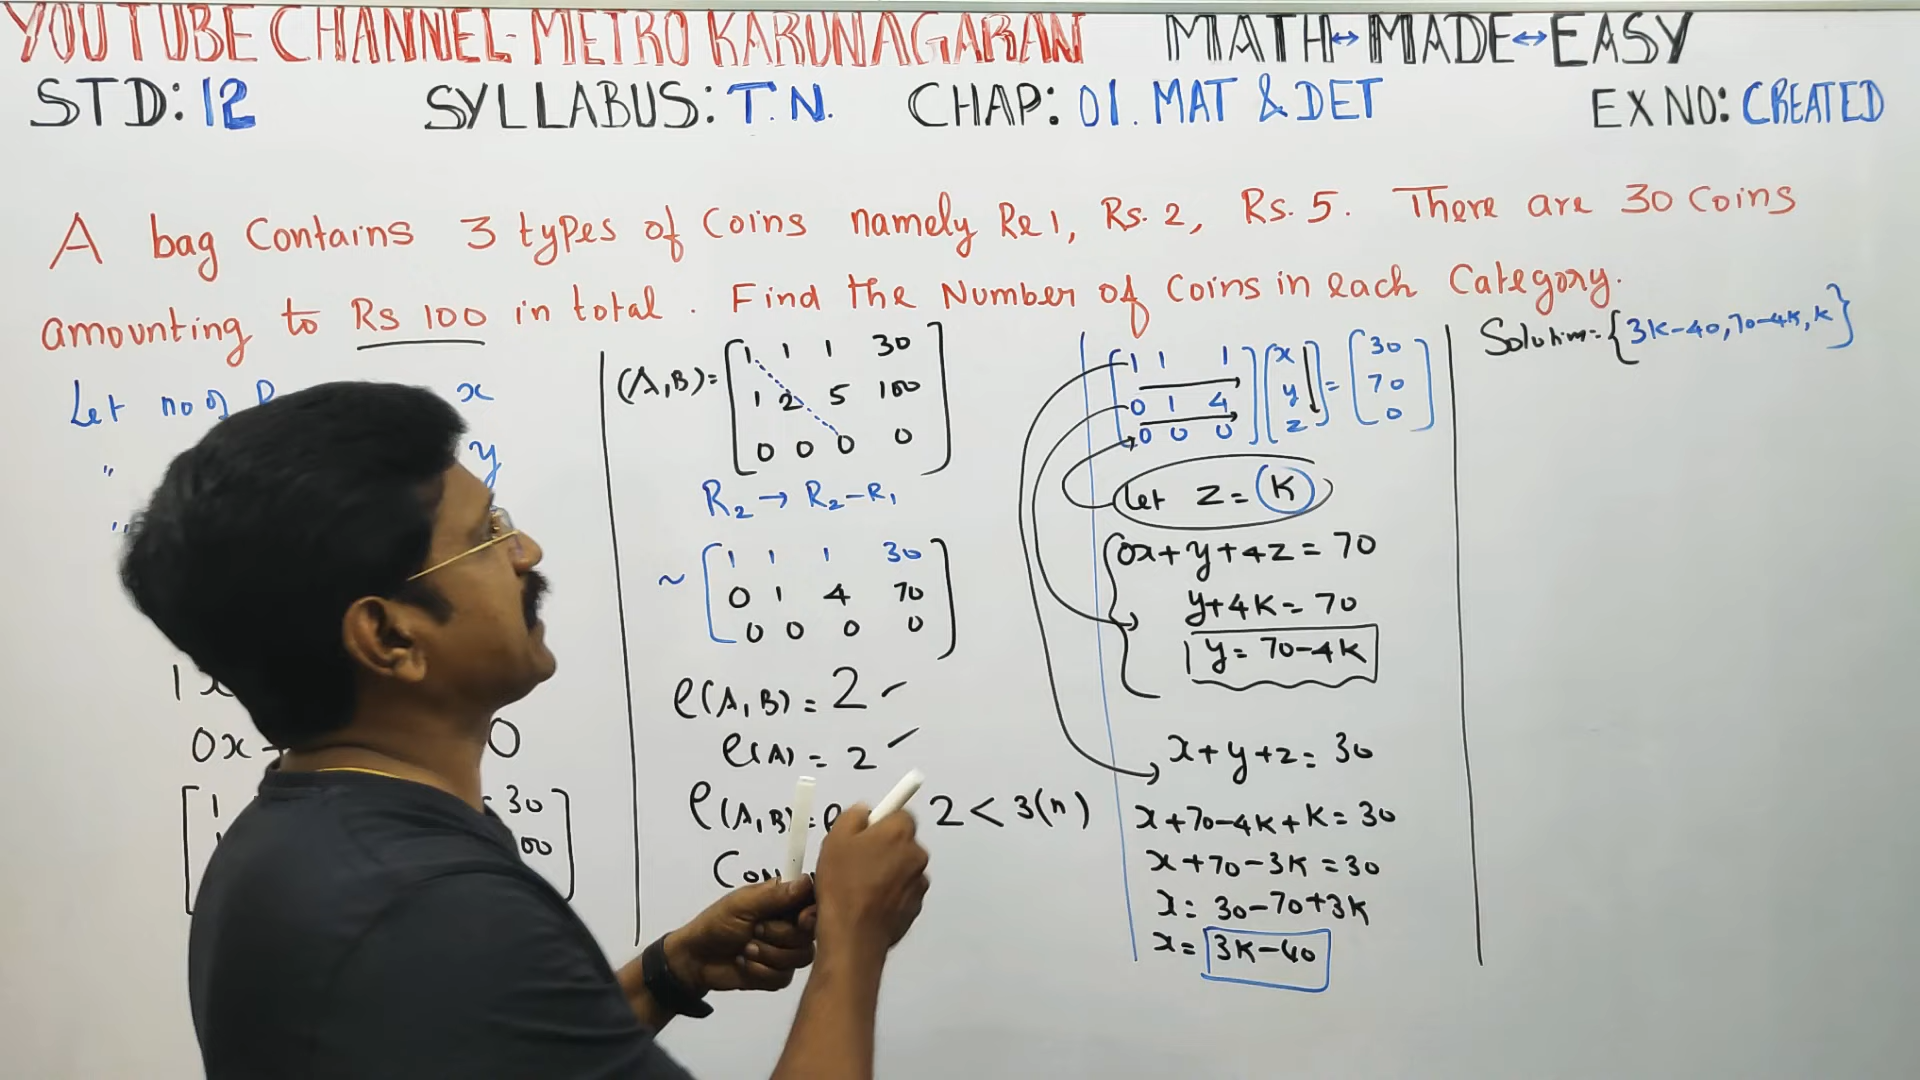 YOUTUBE CHANNEL- METRO KARUNAGARAN MATH↔MADE↔EASY
STD: 12 SYLLABUS: T.N. CHAP: 01. MAT & DET EX NO: CREATED
A bag Contains 3 types of Coins namely Re 1, Rs. 2, Rs. 5. There are 30 Coins
amounting to Rs 100 in total. Find the Number of Coins in each Category.
Let no of x
" y
"
1x
0x+ 0
1 30
00
(A,B)=
1 1 1 30
1 2 5 100
0 0 0 0
R2 → R2-R1
~
1 1 1 30
0 1 4 70
0 0 0 0
ρ(A,B) = 2
ρ(A) = 2
ρ(A,B)=ρ 2 < 3(n)
1 1 1 x 30
0 1 4 y = 70
0 0 0 z 0
Let z = K
0x+y+4z = 70
y+4K = 70
y = 70-4K
x+y+z = 30
x+70-4K+K = 30
x+70-3K = 30
x = 30-70+3K
x = 3K-40
Solution = {3K-40, 70-4K, K}